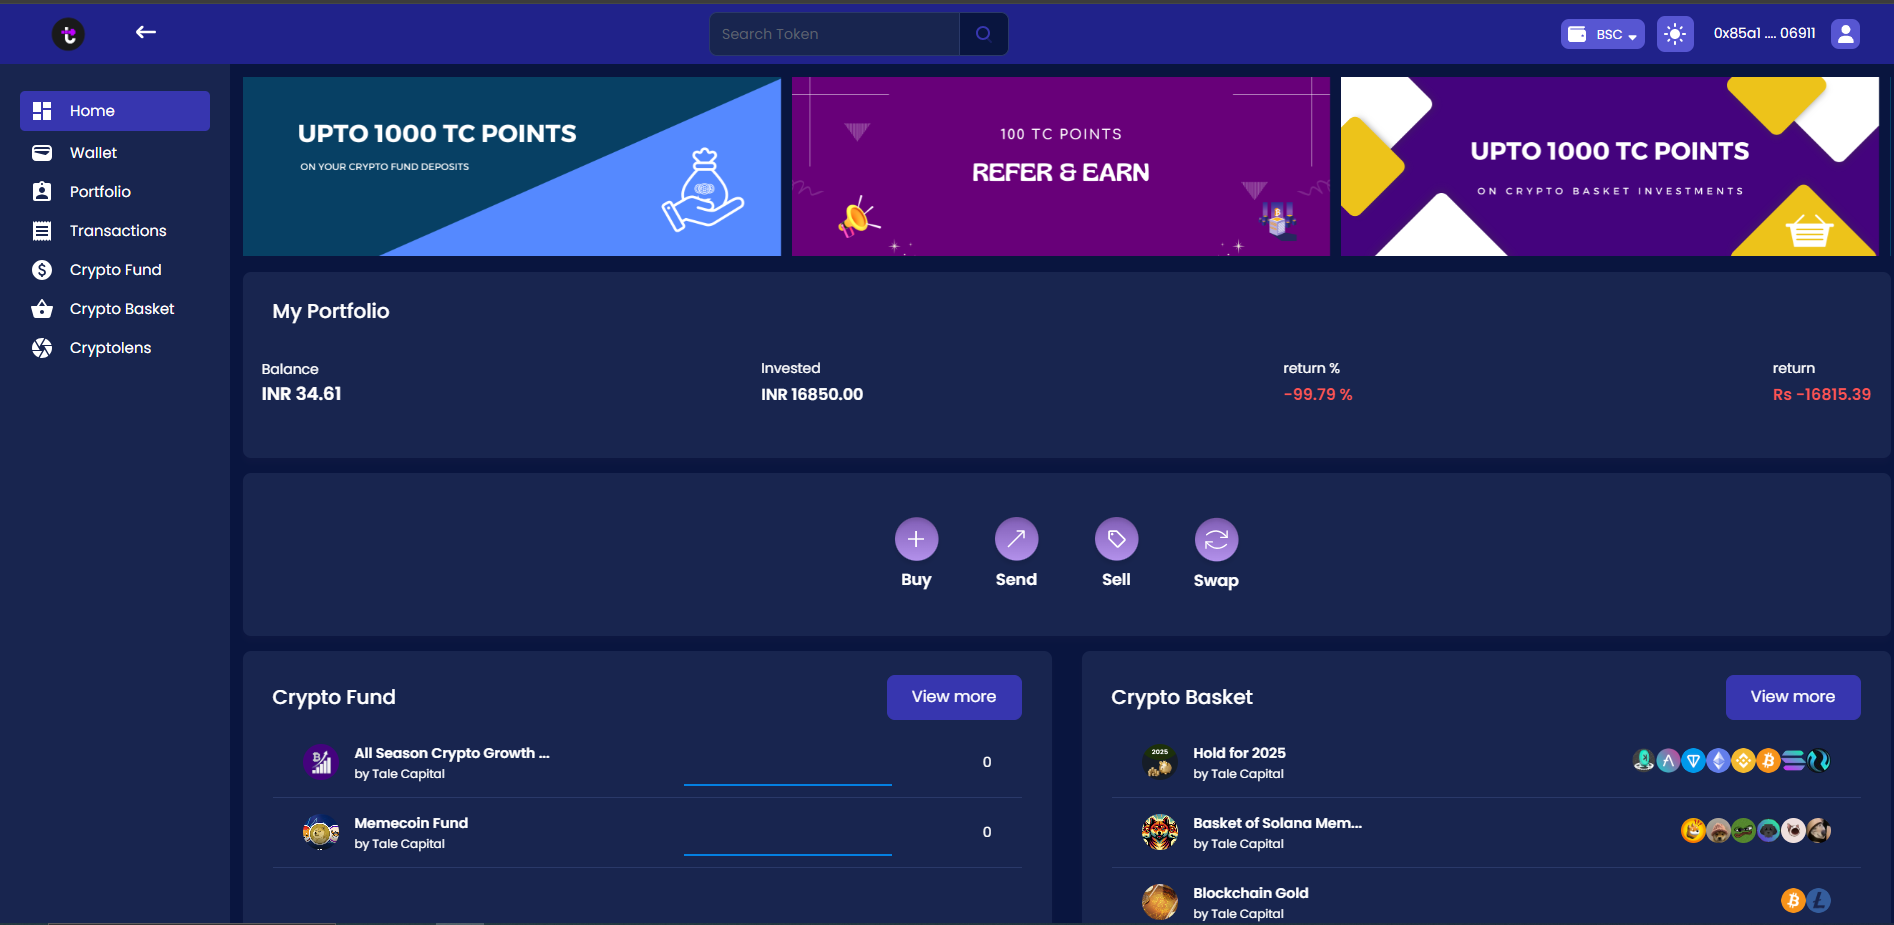 Search Token
BSC
0x85a1 .... 06911
Home
Wallet
Portfolio
Transactions
Crypto Fund
Crypto Basket
Cryptolens
UPTO 1000 TC POINTS
ON YOUR CRYPTO FUND DEPOSITS
100 TC POINTS
REFER & EARN
UPTO 1000 TC POINTS
ON CRYPTO BASKET INVESTMENTS
My Portfolio
Balance
INR 34.61
Invested
INR 16850.00
return %
-99.79 %
return
Rs -16815.39
Buy
Send
Sell
Swap
Crypto Fund
View more
All Season Crypto Growth ...
by Tale Capital
0
Memecoin Fund
by Tale Capital
0
Crypto Basket
View more
2025
Hold for 2025
by Tale Capital
Basket of Solana Mem...
by Tale Capital
Blockchain Gold
by Tale Capital